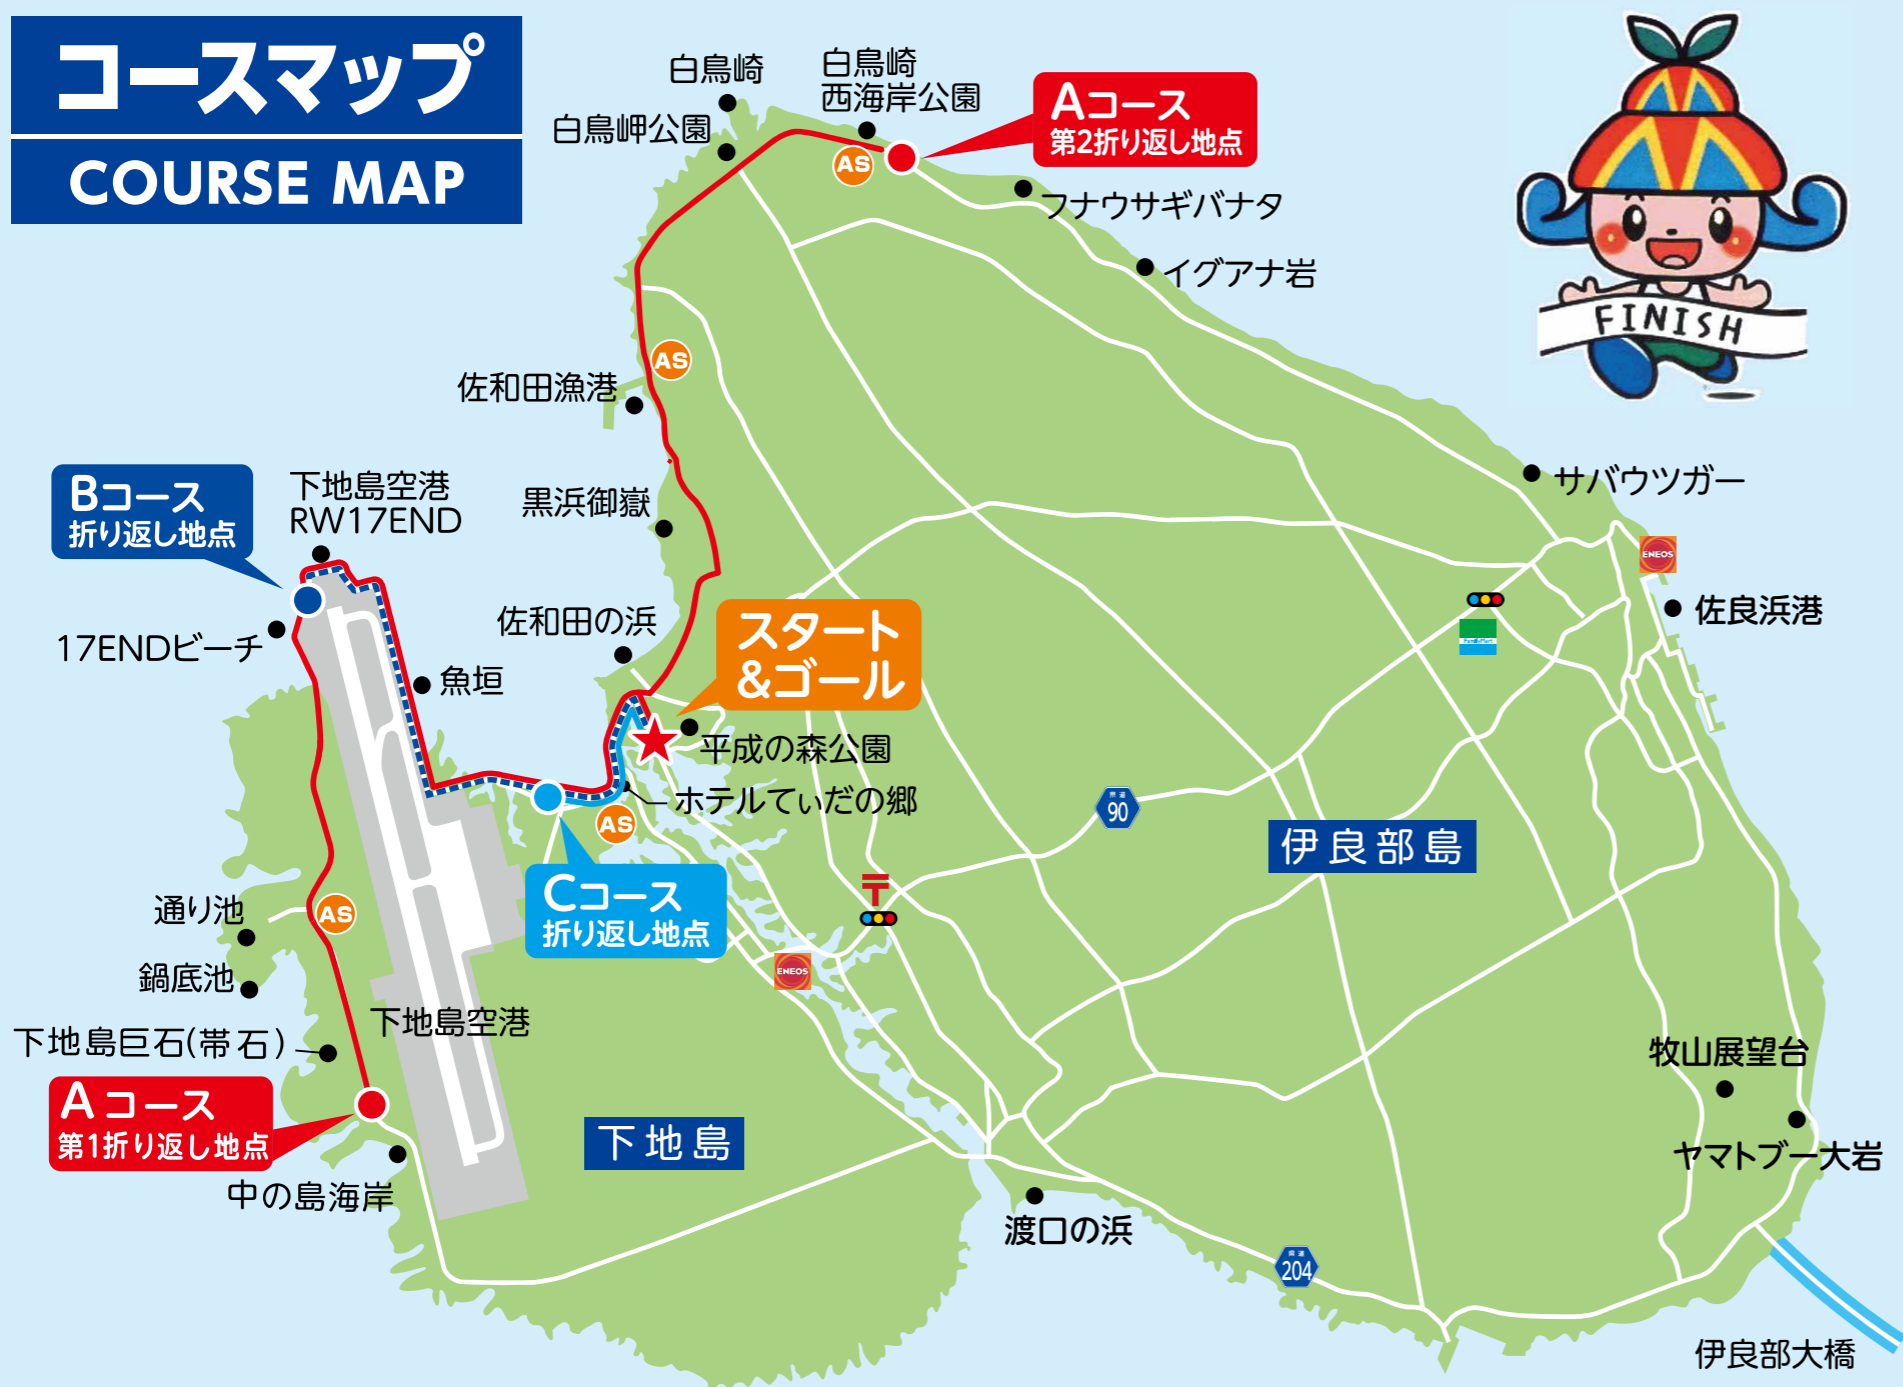 コースマップ
COURSE MAP
白鳥崎
白鳥崎
西海岸公園
白鳥岬公園
Aコース
第2折り返し地点
AS
フナウサギバナタ
イグアナ岩
FINISH
AS
佐和田漁港
Bコース
折り返し地点
下地島空港
RW17END
黒浜御嶽
サバウツガー
ENEOS
佐良浜港
FamilyMart
17ENDビーチ
魚垣
佐和田の浜
スタート
&ゴール
平成の森公園
ホテルてぃだの郷
AS
県道
90
伊良部島
Cコース
折り返し地点
〒
通り池
AS
鍋底池
ENEOS
下地島空港
下地島巨石(帯石)
Aコース
第1折り返し地点
中の島海岸
下地島
牧山展望台
ヤマトブー大岩
渡口の浜
県道
204
伊良部大橋